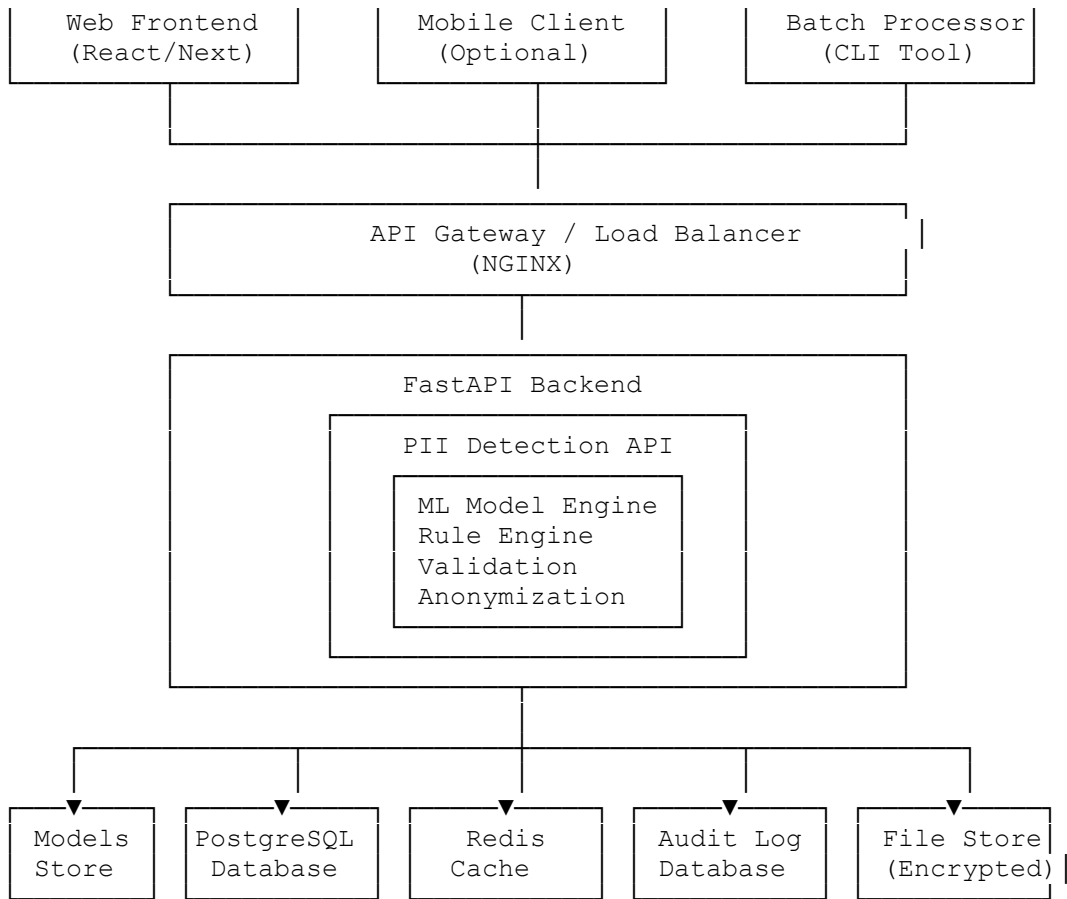 Web Frontend
(React/Next)
Mobile Client
(Optional)
Batch Processor
(CLI Tool)
API Gateway / Load Balancer
(NGINX)
FastAPI Backend
PII Detection API
ML Model Engine
Rule Engine
Validation
Anonymization
Models
Store
PostgreSQL
Database
Redis
Cache
Audit Log
Database
File Store
(Encrypted)